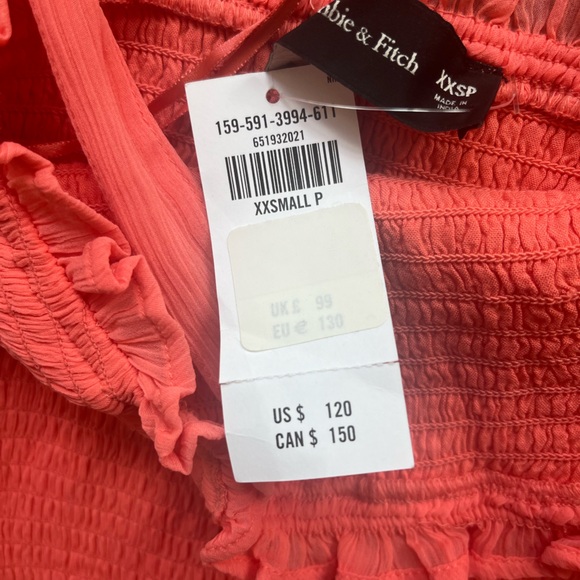 & Fitch
XXSP
MADE IN
INDIA
159-591-3994-611
651932021
XXSMALL P
UK £ 99
EU € 130
US $ 120
CAN $ 150